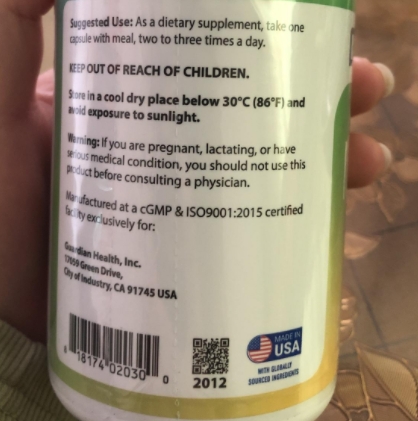 Suggested Use: As a dietary supplement, take one
capsule with meal, two to three times a day.
KEEP OUT OF REACH OF CHILDREN.
Store in a cool dry place below 30°C (86°F) and
avoid exposure to sunlight.
Warning: If you are pregnant, lactating, or have
serious medical condition, you should not use this
product before consulting a physician.
Manufactured at a cGMP & ISO9001:2015 certified
facility exclusively for:
Guardian Health, Inc.
17059 Green Drive,
City of Industry, CA 91745 USA
18174 02030 0
2012
MADE IN
USA
WITH GLOBALLY
SOURCED INGREDIENTS